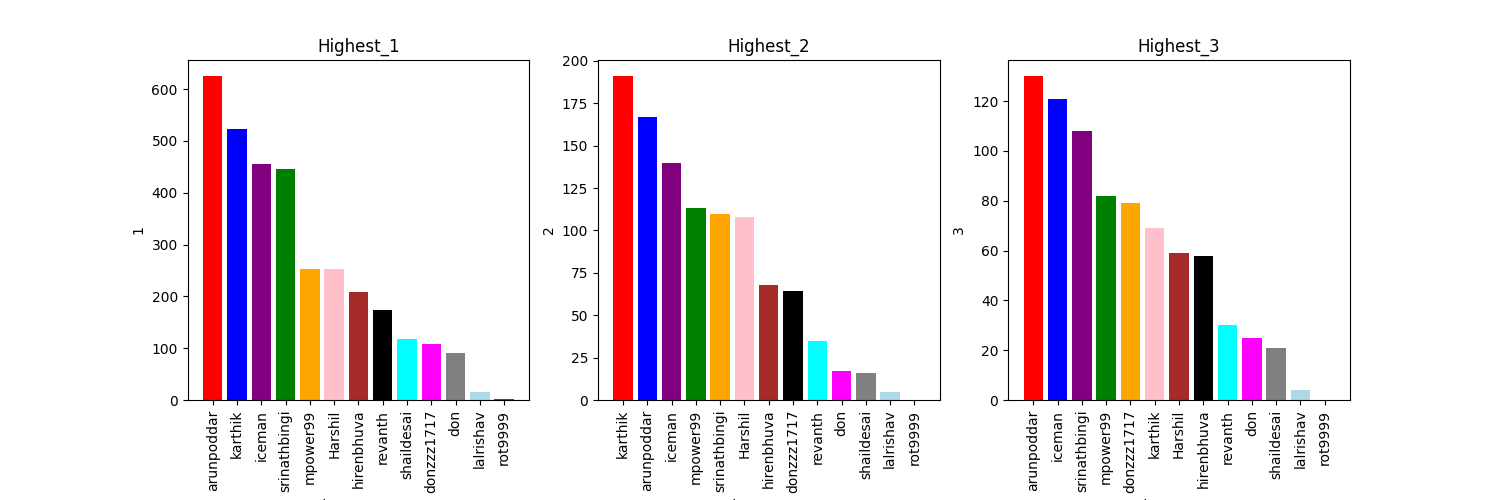 Highest_1
1
600
500
400
300
200
100
0
arunpoddar
karthik
iceman
srinathbingi
mpower99
Harshil
hirenbhuva
revanth
shaildesai
donzzz1717
don
lalrishav
rot9999
Highest_2
2
200
175
150
125
100
75
50
25
0
karthik
arunpoddar
iceman
mpower99
srinathbingi
Harshil
hirenbhuva
donzzz1717
revanth
don
shaildesai
lalrishav
rot9999
Highest_3
3
120
100
80
60
40
20
0
arunpoddar
iceman
srinathbingi
mpower99
donzzz1717
karthik
Harshil
hirenbhuva
revanth
don
shaildesai
lalrishav
rot9999